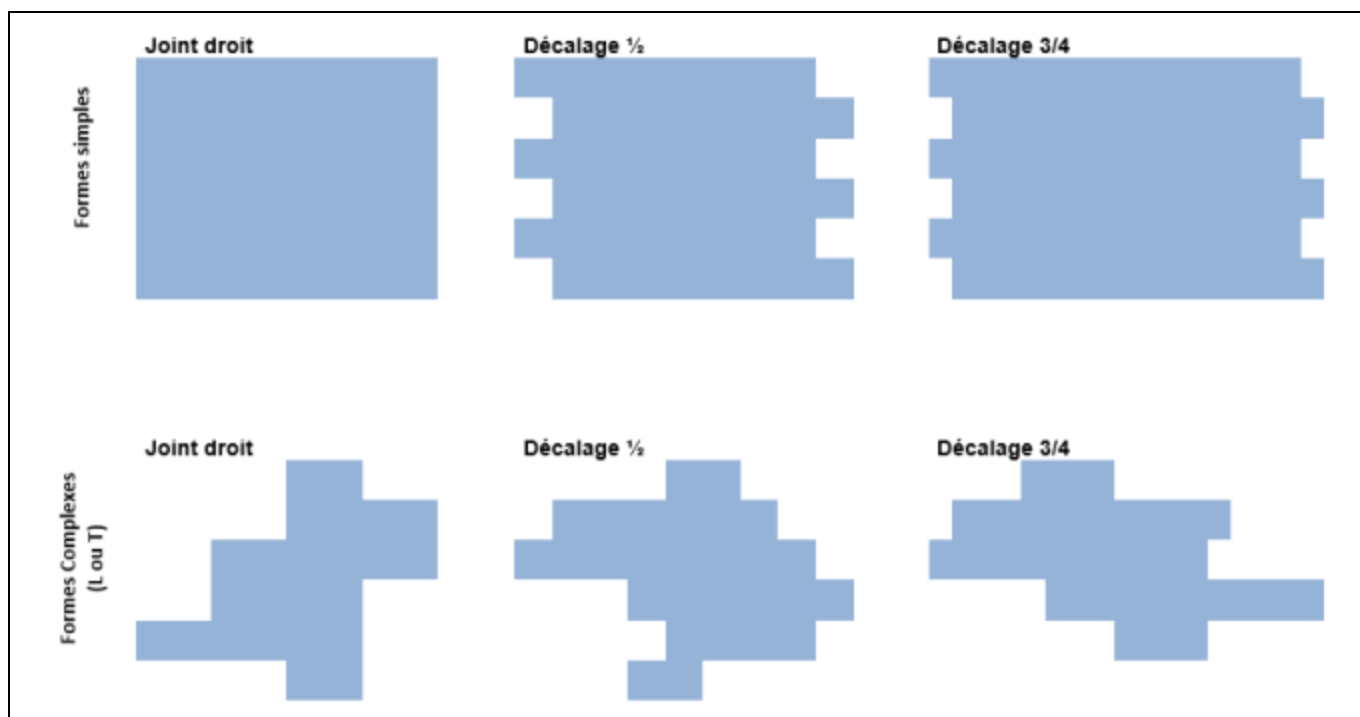 Joint droit
Décalage ½
Décalage 3/4
Formes simples
Joint droit
Décalage ½
Décalage 3/4
Formes Complexes
(L ou T)